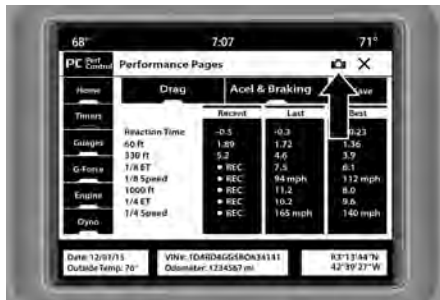 68° 7:07 71°
PC Perf Control Performance Pages X
Home Drag Acel & Braking
Timers Recent Last Best
Reaction Time -0.5 -0.3
Guages 60 ft 1.89 1.72 1.36
330 ft 5.2 4.6 3.9
G-Force 1/8 ET • REC 7.5 6.1
1/8 Speed • REC 94 mph 112 mph
Engine 1000 ft • REC 11.2 8.0
1/4 ET • REC 10.2 9.6
Dyno 1/4 Speed • REC 165 mph 140 mph
Date: 12/01/15
Outside Temp: 70°
Odometer: 1234567 mi